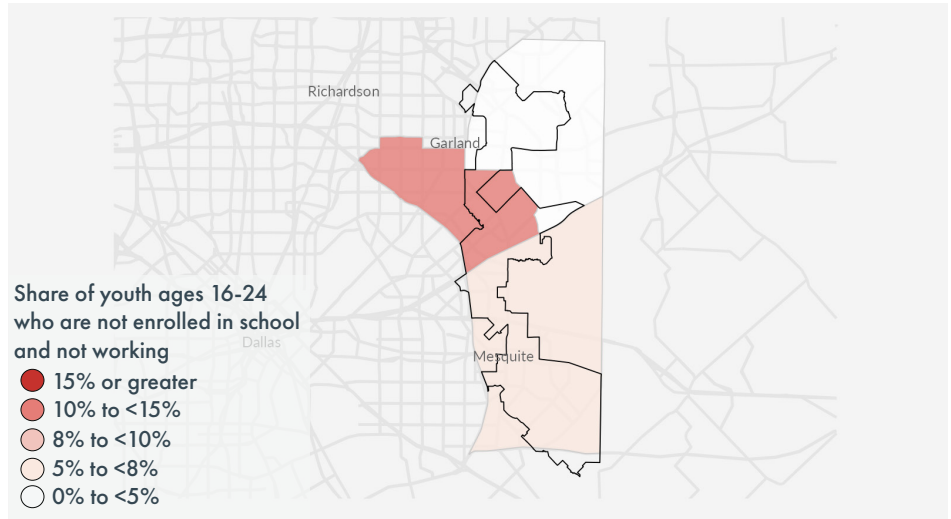 Richardson
Garland
Share of youth ages 16-24
who are not enrolled in school
and not working
Dallas
Mesquite
15% or greater
10% to <15%
8% to <10%
5% to <8%
0% to <5%